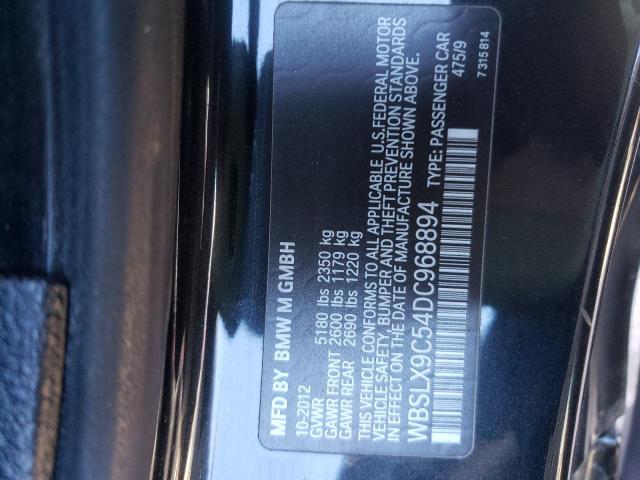 MFD BY BMW M GMBH
10-2012
GVWR 5180 lbs 2350 kg
GAWR FRONT 2600 lbs 1179 kg
GAWR REAR 2690 lbs 1220 kg
THIS VEHICLE CONFORMS TO ALL APPLICABLE U.S.FEDERAL MOTOR
VEHICLE SAFETY, BUMPER AND THEFT PREVENTION STANDARDS
IN EFFECT ON THE DATE OF MANUFACTURE SHOWN ABOVE.
WBSLX9C54DC968894 TYPE: PASSENGER CAR
475/9
7 315 814